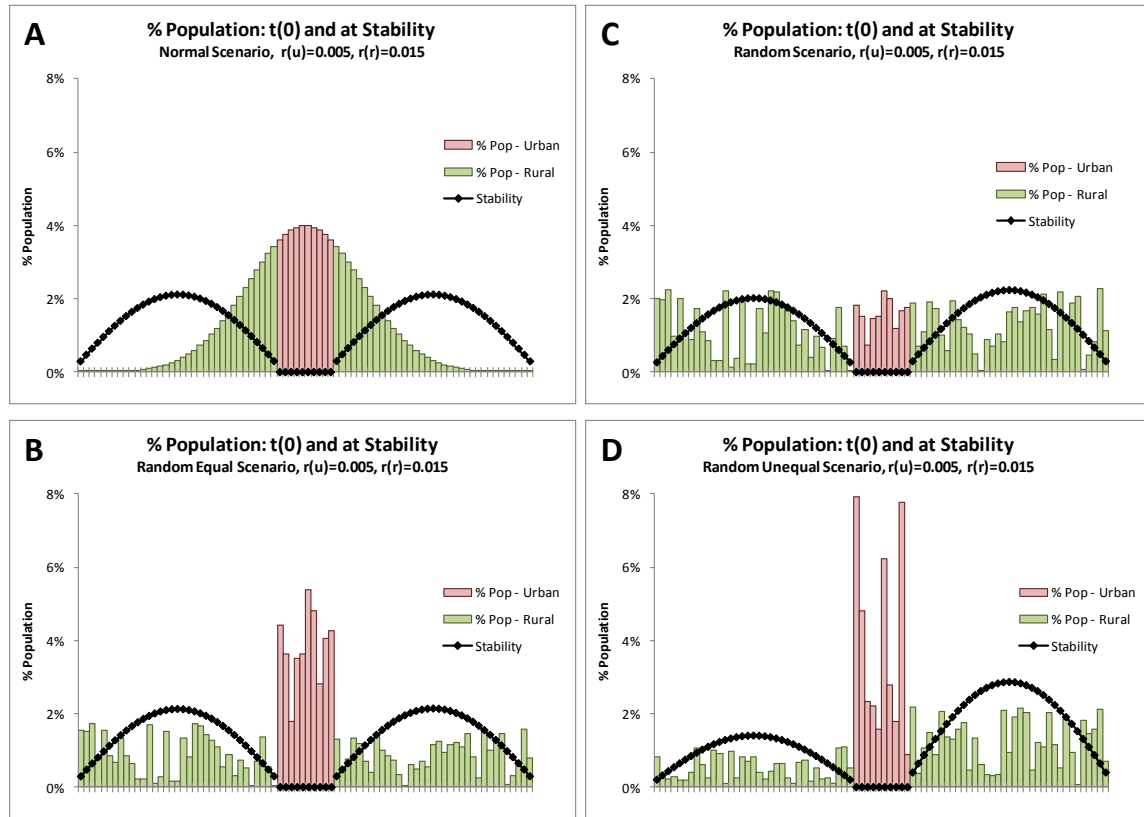 A
% Population: t(0) and at Stability
Normal Scenario, r(u)=0.005, r(r)=0.015
8%
6%
4%
2%
0%
% Population
% Pop - Urban
% Pop - Rural
Stability
C
% Population: t(0) and at Stability
Random Scenario, r(u)=0.005, r(r)=0.015
8%
6%
4%
2%
0%
% Population
% Pop - Urban
% Pop - Rural
Stability
B
% Population: t(0) and at Stability
Random Equal Scenario, r(u)=0.005, r(r)=0.015
8%
6%
4%
2%
0%
% Population
% Pop - Urban
% Pop - Rural
Stability
D
% Population: t(0) and at Stability
Random Unequal Scenario, r(u)=0.005, r(r)=0.015
8%
6%
4%
2%
0%
% Population
% Pop - Urban
% Pop - Rural
Stability